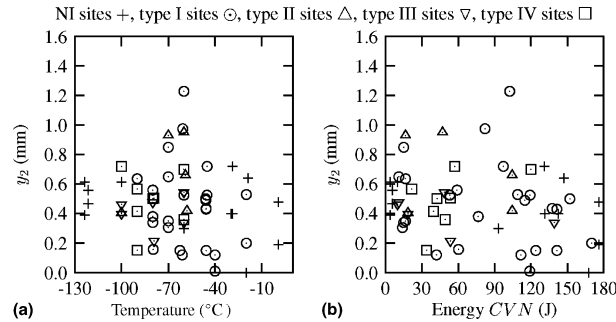 NI sites +, type I sites ⊙, type II sites △, type III sites ▽, type IV sites □
1.6
1.4
1.2
1.0
0.8
0.6
0.4
0.2
0.0
y₂ (mm)
-130 -100 -70 -40 -10
(a) Temperature (°C)
1.6
1.4
1.2
1.0
0.8
0.6
0.4
0.2
0.0
y₂ (mm)
0 30 60 90 120 150 180
(b) Energy CVN (J)